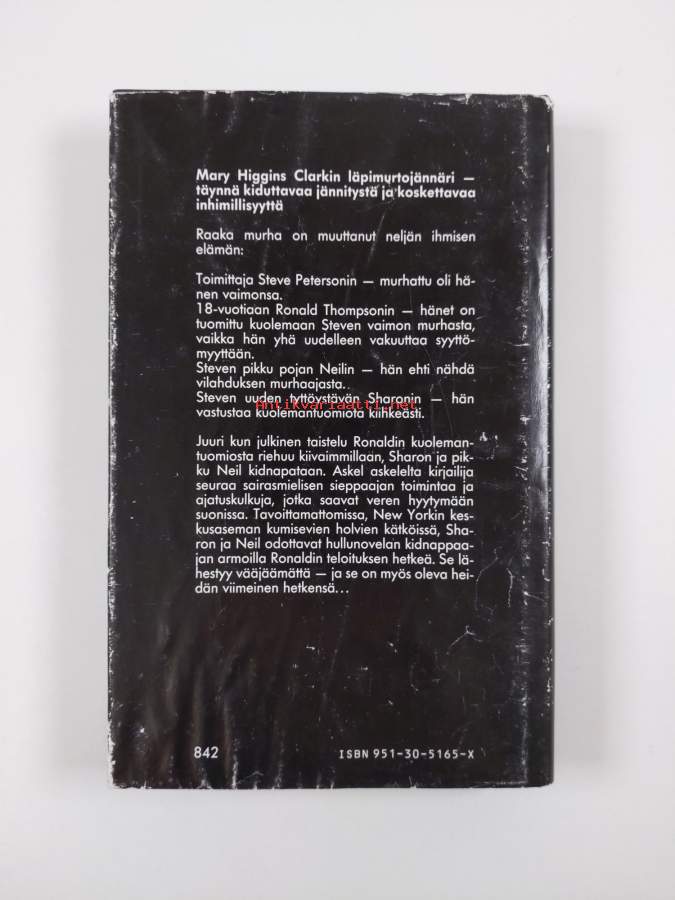 Mary Higgins Clarkin läpimurtojännäri —
täynnä kiduttavaa jännitystä ja koskettavaa
inhimillisyyttä
Raaka murha on muuttanut neljän ihmisen
elämän:
Toimittaja Steve Petersonin — murhattu oli hä-
nen vaimonsa.
18-vuotiaan Ronald Thompsonin — hänet on
tuomittu kuolemaan Steven vaimon murhasta,
vaikka hän yhä uudelleen vakuuttaa syyttö-
myyttään.
Steven pikku pojan Neilin — hän ehti nähdä
vilahduksen murhaajasta.
Steven uuden tyttöystävän Sharonin — hän
Antikvariaatti.net
vastustaa kuolemantuomiota kiihkeästi.
Juuri kun julkinen taistelu Ronaldin kuoleman-
tuomiosta riehuu kiivaimmillaan, Sharon ja pik-
ku Neil kidnapataan. Askel askelelta kirjailija
seuraa sairasmielisen sieppaajan toimintaa ja
ajatuskulkuja, jotka saavat veren hyytymään
suonissa. Tavoittamattomissa, New Yorkin kes-
kusaseman kumisevien holvien kätköissä, Sha-
ron ja Neil odottavat hullunovelan kidnappaa-
jan armoilla Ronaldin teloituksen hetkeä. Se lä-
hestyy vääjäämättä — ja se on myös oleva hei-
dän viimeinen hetkensä...
842
ISBN 951-30-5165-X